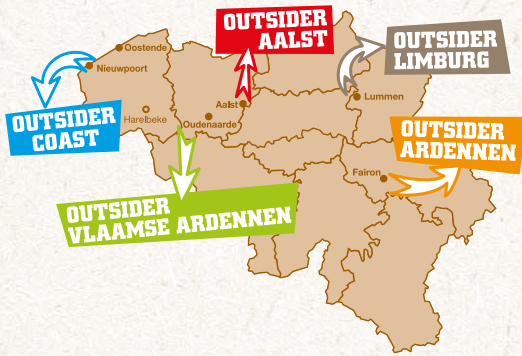 OUTSIDER
AALST
OUTSIDER
LIMBURG
Oostende
Nieuwpoort
Aalst
Lummen
OUTSIDER
COAST
Harelbeke
Oudenaarde
OUTSIDER
ARDENNEN
Fairon
OUTSIDER
VLAAMSE ARDENNEN